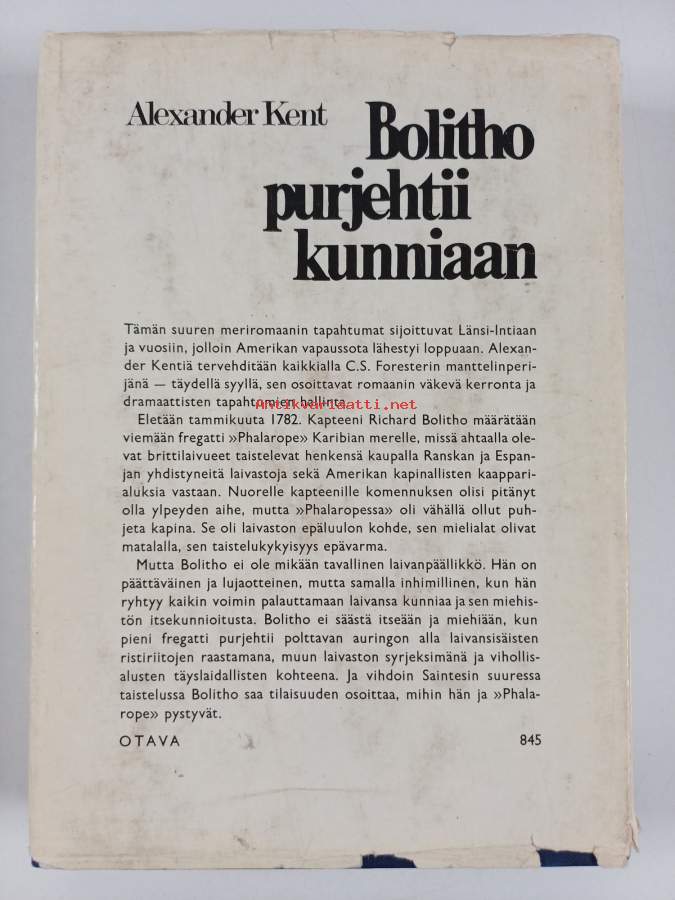 Alexander Kent
Bolitho
purjehtii
kunniaan
Tämän suuren meriromaanin tapahtumat sijoittuvat Länsi-Intiaan
ja vuosiin, jolloin Amerikan vapaussota lähestyi loppuaan. Alexan-
der Kentiä tervehditään kaikkialla C.S. Foresterin manttelinperi-
jänä — täydellä syyllä, sen osoittavat romaanin väkevä kerronta ja
dramaattisten tapahtumien hallinta.
Antikvariaatti.net
Eletään tammikuuta 1782. Kapteeni Richard Bolitho määrätään
viemään fregatti »Phalarope» Karibian merelle, missä ahtaalla ole-
vat brittilaivueet taistelevat henkensä kaupalla Ranskan ja Espan-
jan yhdistyneitä laivastoja sekä Amerikan kapinallisten kaappari-
aluksia vastaan. Nuorelle kapteenille komennuksen olisi pitänyt
olla ylpeyden aihe, mutta »Phalaropessa» oli vähällä ollut puh-
jeta kapina. Se oli laivaston epäluulon kohde, sen mielialat olivat
matalalla, sen taistelukykyisyys epävarma.
Mutta Bolitho ei ole mikään tavallinen laivanpäällikkö. Hän on
päättäväinen ja lujaotteinen, mutta samalla inhimillinen, kun hän
ryhtyy kaikin voimin palauttamaan laivansa kunniaa ja sen miehis-
tön itsekunnioitusta. Bolitho ei säästä itseään ja miehiään, kun
pieni fregatti purjehtii polttavan auringon alla laivansisäisten
ristiriitojen raastamana, muun laivaston syrjeksimänä ja vihollis-
alusten täyslaidallisten kohteena. Ja vihdoin Saintesin suuressa
taistelussa Bolitho saa tilaisuuden osoittaa, mihin hän ja »Phala-
rope» pystyvät.
OTAVA 845